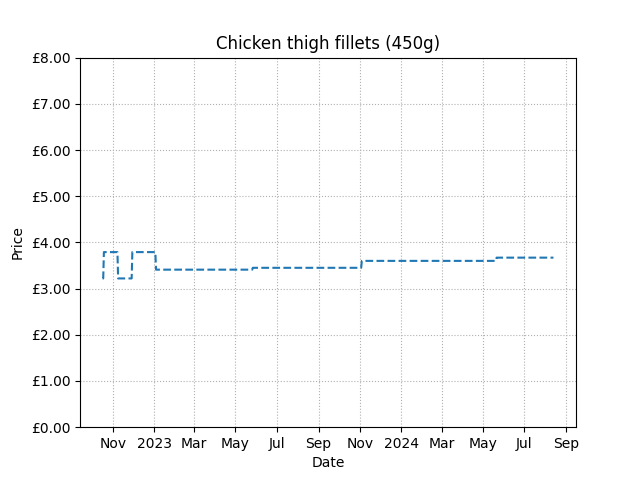 Chicken thigh fillets (450g)
£8.00
£7.00
£6.00
£5.00
£4.00
£3.00
£2.00
£1.00
£0.00
Price
Nov 2023 Mar May Jul Sep Nov 2024 Mar May Jul Sep
Date